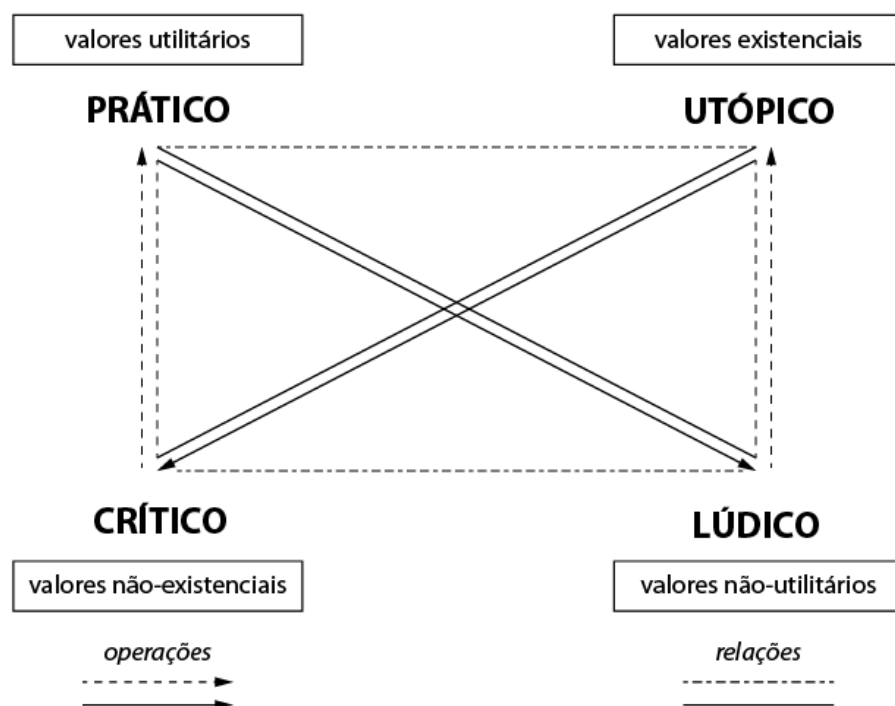 valores utilitários
valores existenciais
PRÁTICO
UTÓPICO
CRÍTICO
LÚDICO
valores não-existenciais
valores não-utilitários
operações
relações